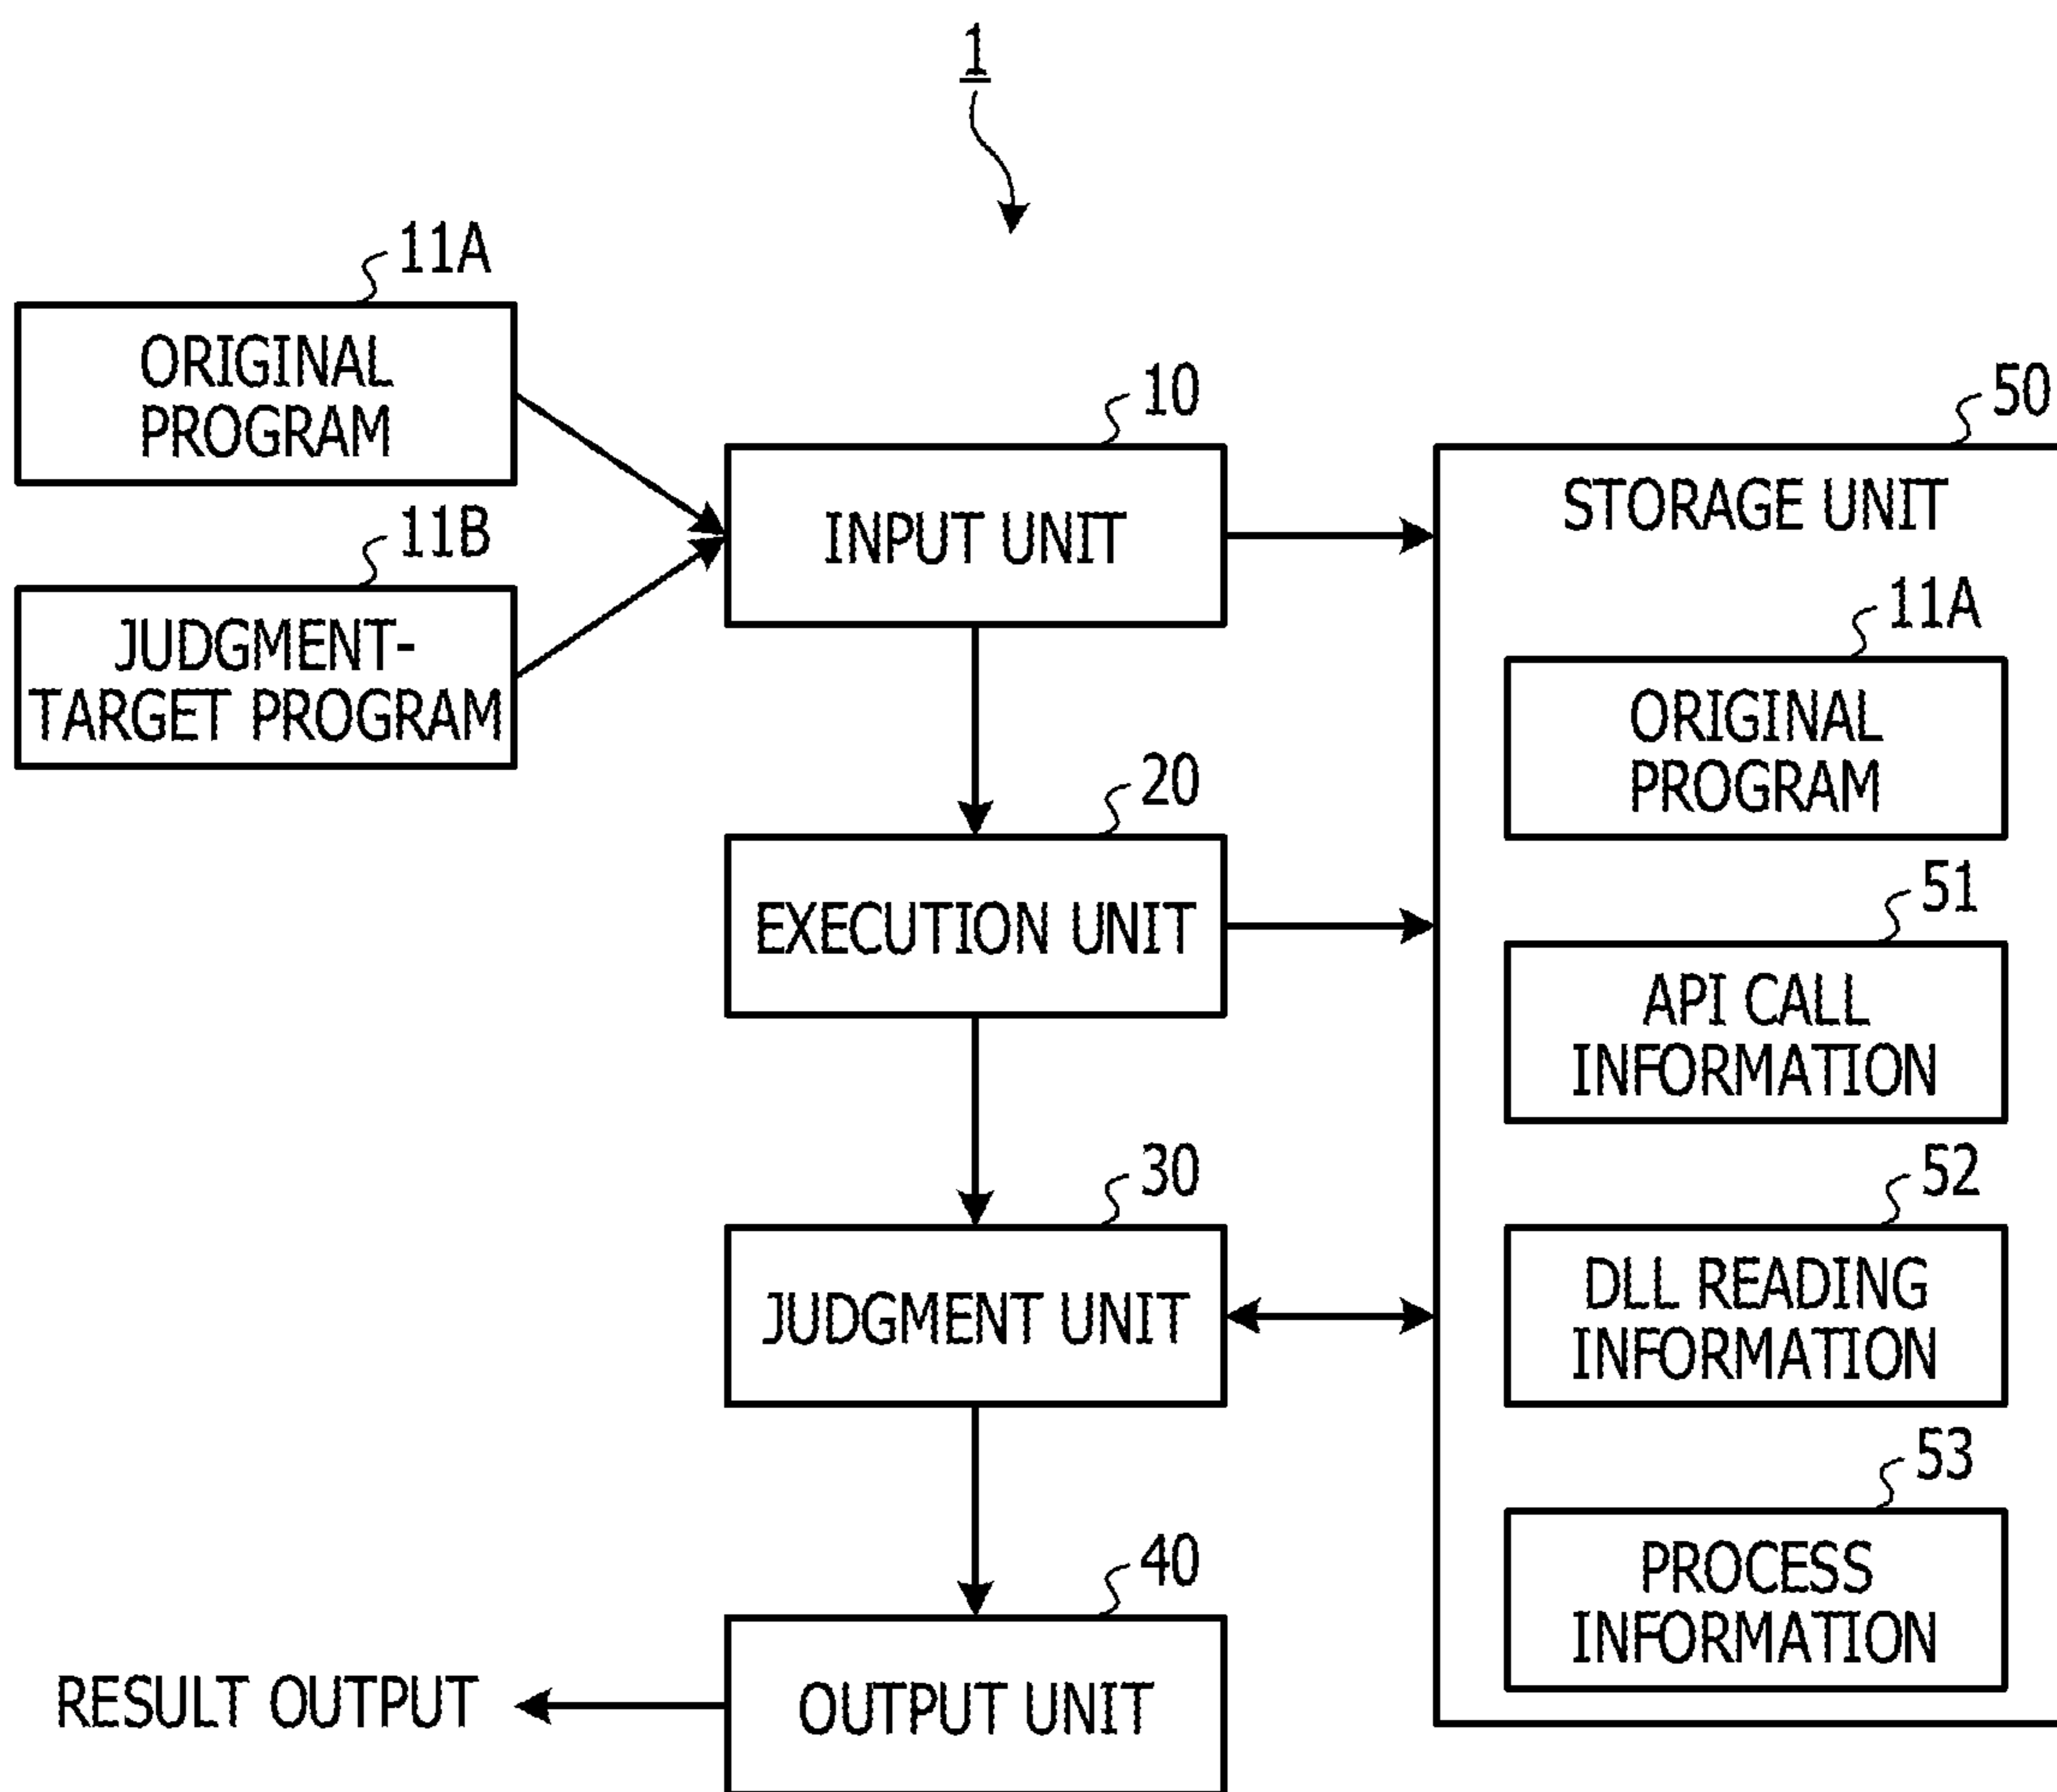 1
11A
ORIGINAL
PROGRAM
11B
JUDGMENT-
TARGET PROGRAM
10
INPUT UNIT
20
EXECUTION UNIT
30
JUDGMENT UNIT
40
OUTPUT UNIT
RESULT OUTPUT
50
STORAGE UNIT
11A
ORIGINAL
PROGRAM
51
API CALL
INFORMATION
52
DLL READING
INFORMATION
53
PROCESS
INFORMATION